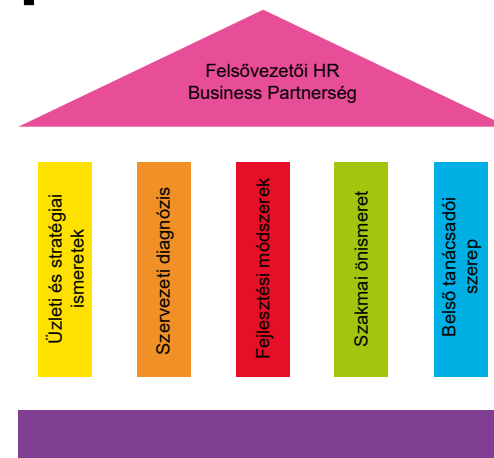 Felsővezetői HR
Business Partnerség
Üzleti és stratégiai
ismeretek
Szervezeti diagnózis
Fejlesztési módszerek
Szakmai önismeret
Belső tanácsadói
szerep